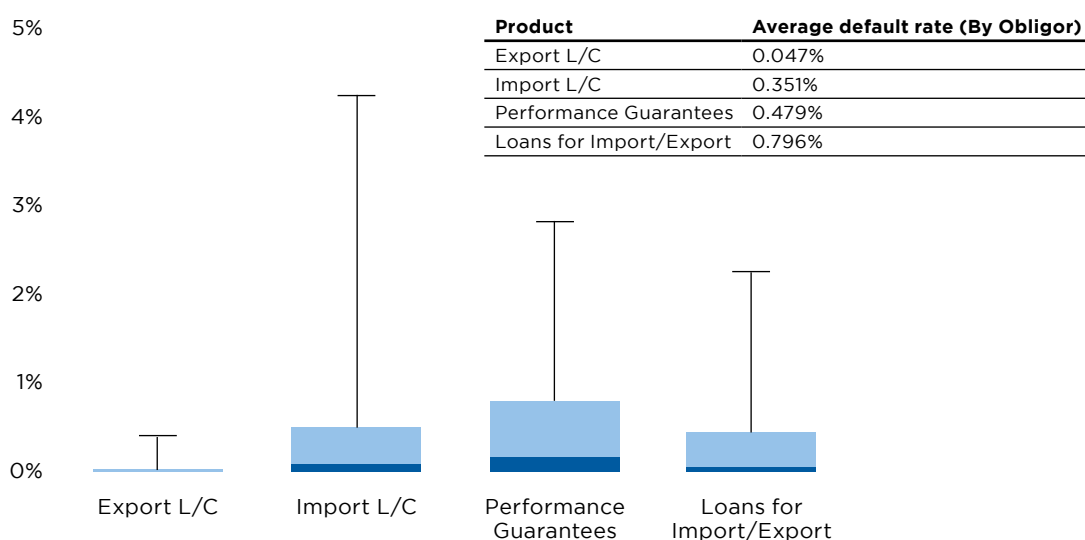 5%
4%
3%
2%
1%
0%
Product Average default rate (By Obligor)
Export L/C 0.047%
Import L/C 0.351%
Performance Guarantees 0.479%
Loans for Import/Export 0.796%
Export L/C
Import L/C
Performance
Guarantees
Loans for
Import/Export